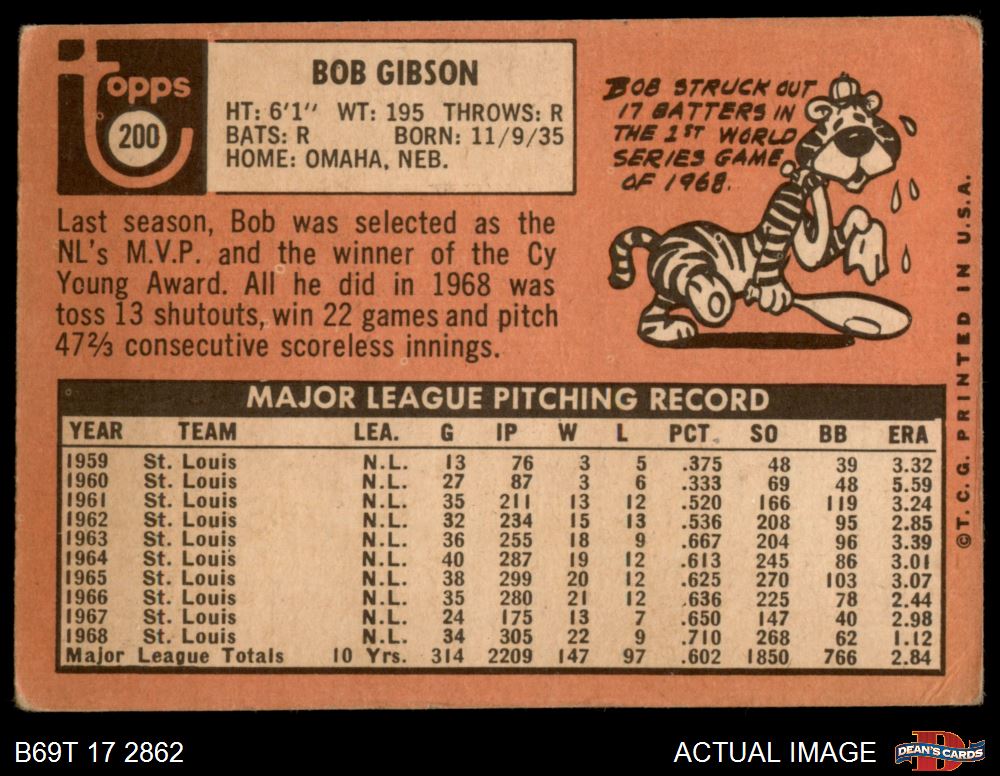 Topps
200
BOB GIBSON
HT: 6'1" WT: 195 THROWS: R
BATS: R BORN: 11/9/35
HOME: OMAHA, NEB.
BOB STRUCK OUT
17 BATTERS IN
THE 1ST WORLD
SERIES GAME
OF 1968.
Last season, Bob was selected as the
NL's M.V.P. and the winner of the Cy
Young Award. All he did in 1968 was
toss 13 shutouts, win 22 games and pitch
47⅔ consecutive scoreless innings.
MAJOR LEAGUE PITCHING RECORD
YEAR TEAM LEA. G IP W L PCT. SO BB ERA
1959 St. Louis N.L. 13 76 3 5 .375 48 39 3.32
1960 St. Louis N.L. 27 87 3 6 .333 69 48 5.59
1961 St. Louis N.L. 35 211 13 12 .520 166 119 3.24
1962 St. Louis N.L. 32 234 15 13 .536 208 95 2.85
1963 St. Louis N.L. 36 255 18 9 .667 204 96 3.39
1964 St. Louis N.L. 40 287 19 12 .613 245 86 3.01
1965 St. Louis N.L. 38 299 20 12 .625 270 103 3.07
1966 St. Louis N.L. 35 280 21 12 .636 225 78 2.44
1967 St. Louis N.L. 24 175 13 7 .650 147 40 2.98
1968 St. Louis N.L. 34 305 22 9 .710 268 62 1.12
Major League Totals 10 Yrs. 314 2209 147 97 .602 1850 766 2.84
©T. C. G. PRINTED IN U.S.A.
B69T 17 2862
ACTUAL IMAGE
DEAN'S CARDS